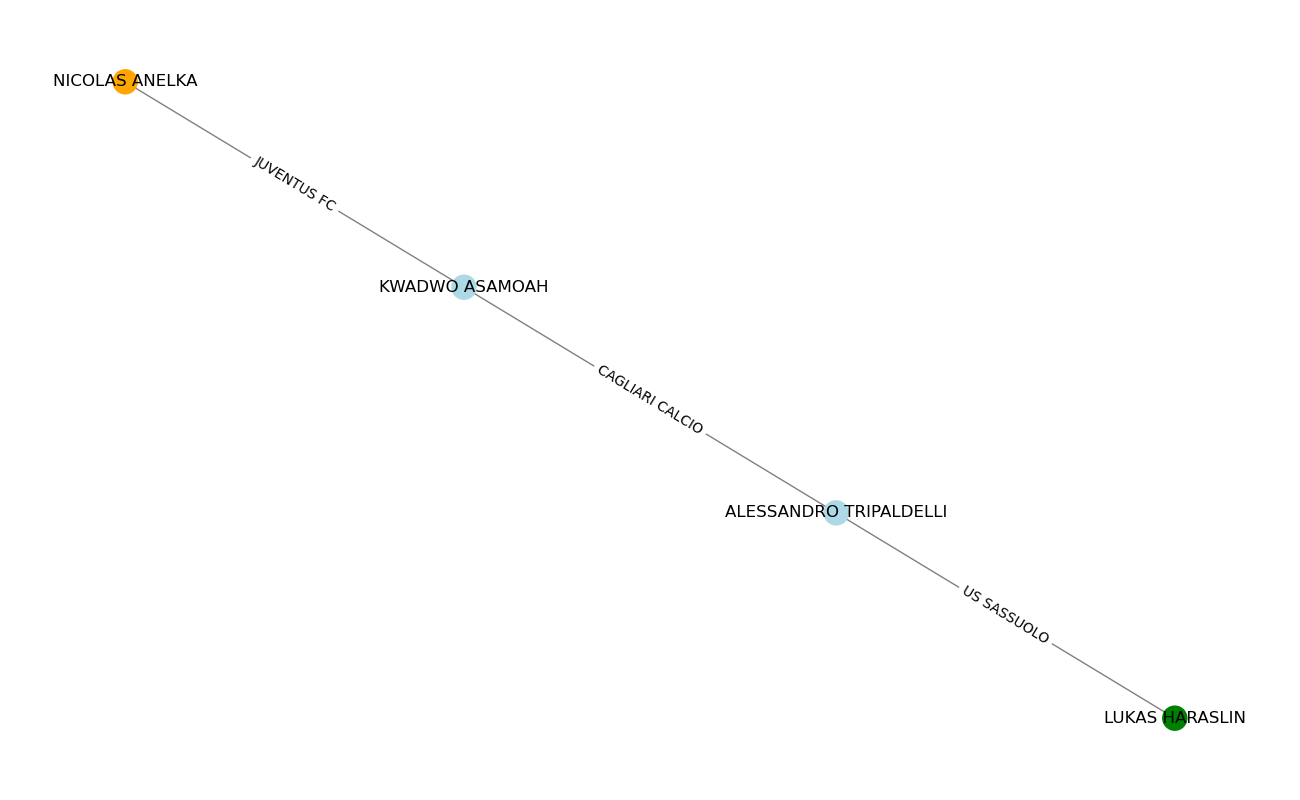 NICOLAS ANELKA
JUVENTUS FC
KWADWO ASAMOAH
CAGLIARI CALCIO
ALESSANDRO TRIPALDELLI
US SASSUOLO
LUKAS HARASLIN